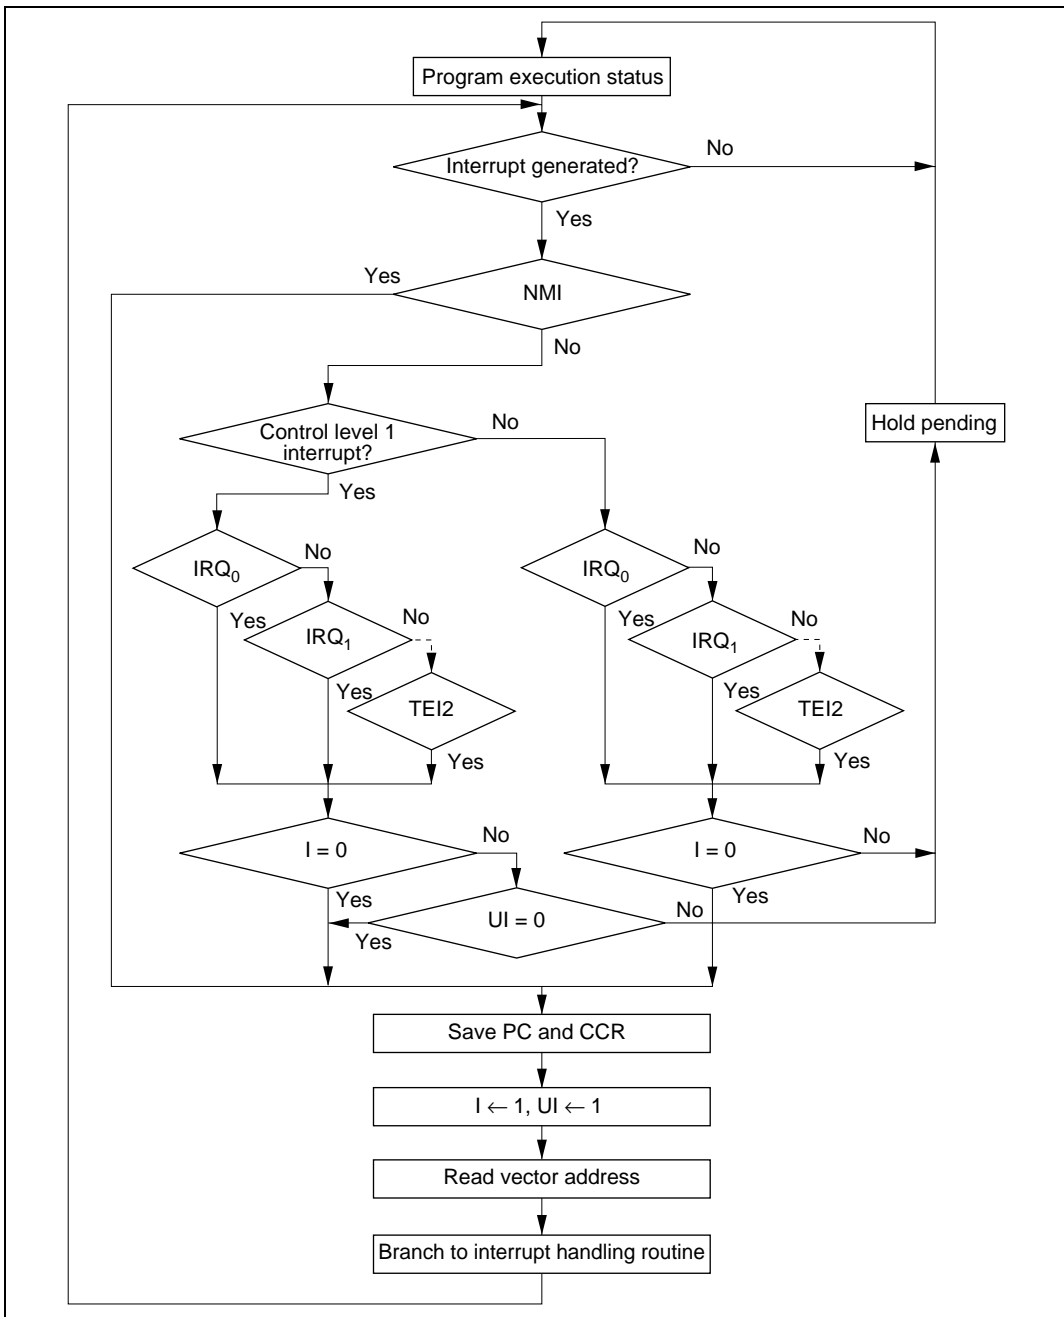 Program execution status
Interrupt generated?
No
Yes
Yes
NMI
No
Control level 1
interrupt?
No
Hold pending
Yes
IRQ0
No
IRQ0
No
Yes
IRQ1
No
Yes
IRQ1
No
Yes
TEI2
Yes
TEI2
Yes
Yes
I = 0
No
I = 0
No
Yes
Yes
UI = 0
No
Yes
Save PC and CCR
I ← 1, UI ← 1
Read vector address
Branch to interrupt handling routine